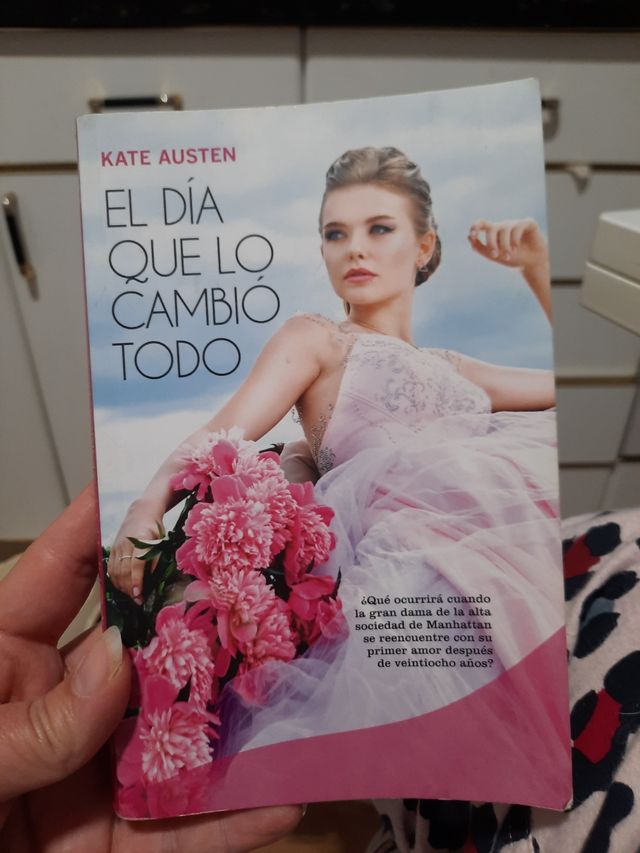 KATE AUSTEN
EL DÍA
QUE LO
CAMBIÓ
TODO
¿Qué ocurrirá cuando
la gran dama de la alta
sociedad de Manhattan
se reencuentre con su
primer amor después
de veintiocho años?